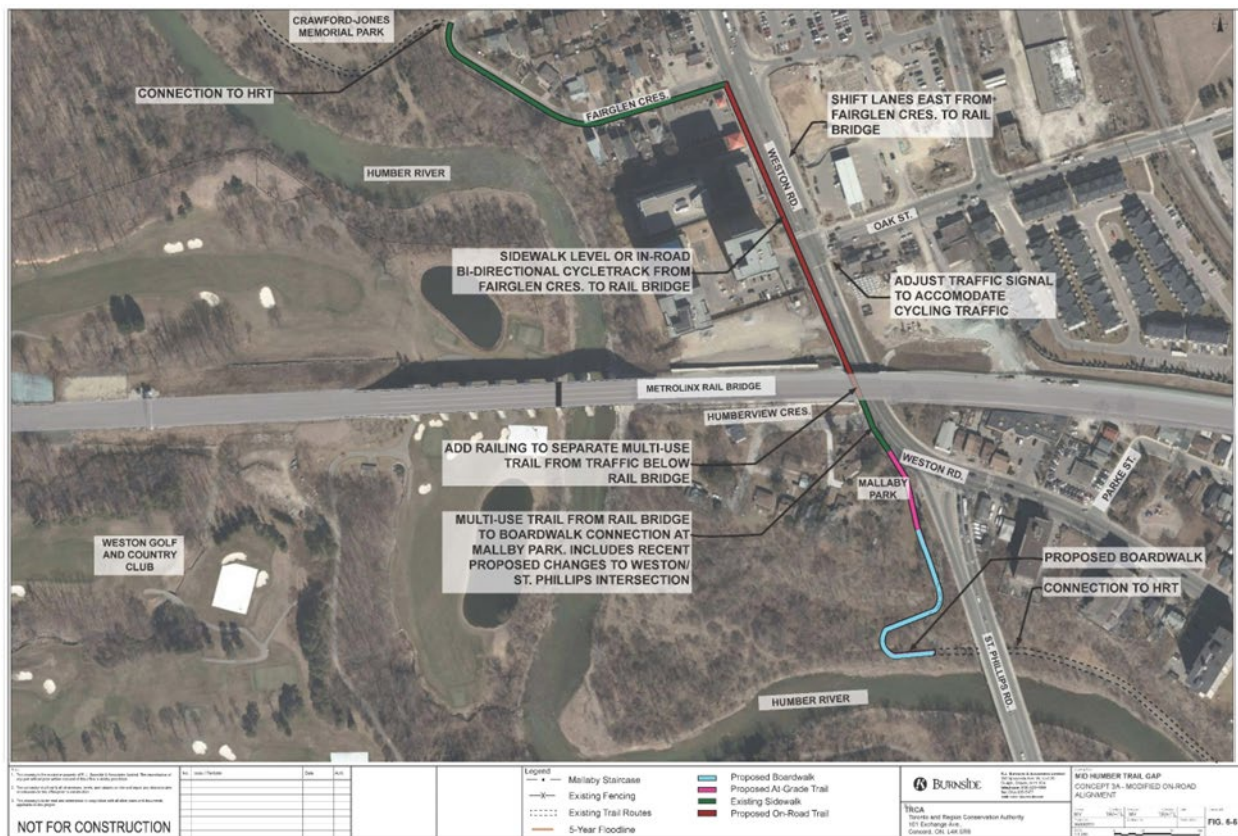 CRAWFORD-JONES
MEMORIAL PARK
CONNECTION TO HRT
FAIRGLEN CRES.
SHIFT LANES EAST FROM
FAIRGLEN CRES. TO RAIL
BRIDGE
WESTON RD.
HUMBER RIVER
OAK ST.
SIDEWALK LEVEL OR IN-ROAD
BI-DIRECTIONAL CYCLETRACK FROM
FAIRGLEN CRES. TO RAIL BRIDGE
ADJUST TRAFFIC SIGNAL
TO ACCOMODATE
CYCLING TRAFFIC
METROLINX RAIL BRIDGE
HUMBERVIEW CRES.
ADD RAILING TO SEPARATE MULTI-USE
TRAIL FROM TRAFFIC BELOW
RAIL BRIDGE
WESTON RD.
PARKE ST.
MALLABY
PARK
MULTI-USE TRAIL FROM RAIL BRIDGE
TO BOARDWALK CONNECTION AT
MALLBY PARK. INCLUDES RECENT
PROPOSED CHANGES TO WESTON/
ST. PHILLIPS INTERSECTION
WESTON GOLF
AND COUNTRY
CLUB
PROPOSED BOARDWALK
CONNECTION TO HRT
ST. PHILLIPS RD.
HUMBER RIVER
NOT FOR CONSTRUCTION
No.
Date
Legend
Mallaby Staircase
Existing Fencing
Existing Trail Routes
5-Year Floodline
Proposed Boardwalk
Proposed At-Grade Trail
Existing Sidewalk
Proposed On-Road Trail
BURNSIDE
TRCA
Toronto and Region Conservation Authority
101 Exchange Ave.,
Concord, ON, L4K 5R6
MID HUMBER TRAIL GAP
CONCEPT 3A - MODIFIED ON-ROAD
ALIGNMENT